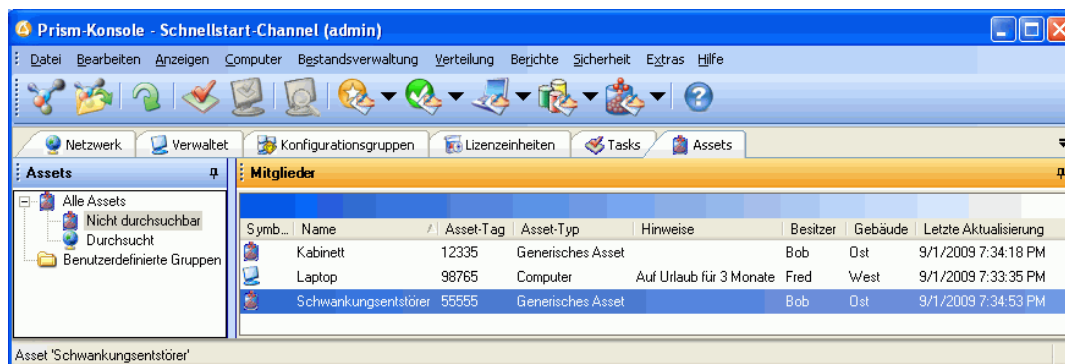 Prism-Konsole - Schnellstart-Channel (admin)
Datei Bearbeiten Anzeigen Computer Bestandsverwaltung Verteilung Berichte Sicherheit Extras Hilfe
Netzwerk Verwaltet Konfigurationsgruppen Lizenzeinheiten Tasks Assets
Assets
Alle Assets
Nicht durchsuchbar
Durchsucht
Benutzerdefinierte Gruppen
Mitglieder
Symb... Name Asset-Tag Asset-Typ Hinweise Besitzer Gebäude Letzte Aktualisierung
Kabinett 12335 Generisches Asset Bob Ost 9/1/2009 7:34:18 PM
Laptop 98765 Computer Auf Urlaub für 3 Monate Fred West 9/1/2009 7:33:35 PM
Schwankungsentstörer 55555 Generisches Asset Bob Ost 9/1/2009 7:34:53 PM
Asset 'Schwankungsentstörer'